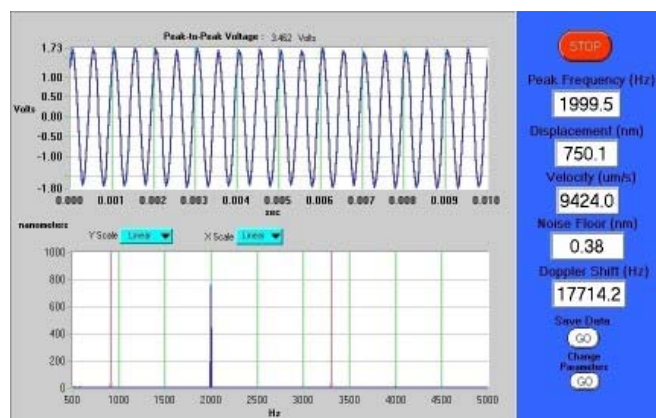 Peak-to-Peak Voltage : 3.462 Volts
1.73
1.00
0.50
0.00
-0.50
-1.00
-1.80
Volts
0.000 0.001 0.002 0.003 0.004 0.005 0.006 0.007 0.008 0.009 0.010
sec
nanometers
Y Scale Linear X Scale Linear
1000
800
600
400
200
0
500 1000 1500 2000 2500 3000 3500 4000 4500 5000
Hz
STOP
Peak Frequency (Hz)
1999.5
Displacement (nm)
750.1
Velocity (um/s)
9424.0
Noise Floor (nm)
0.38
Doppler Shift (Hz)
17714.2
Save Data
GO
Change
Parameters
GO